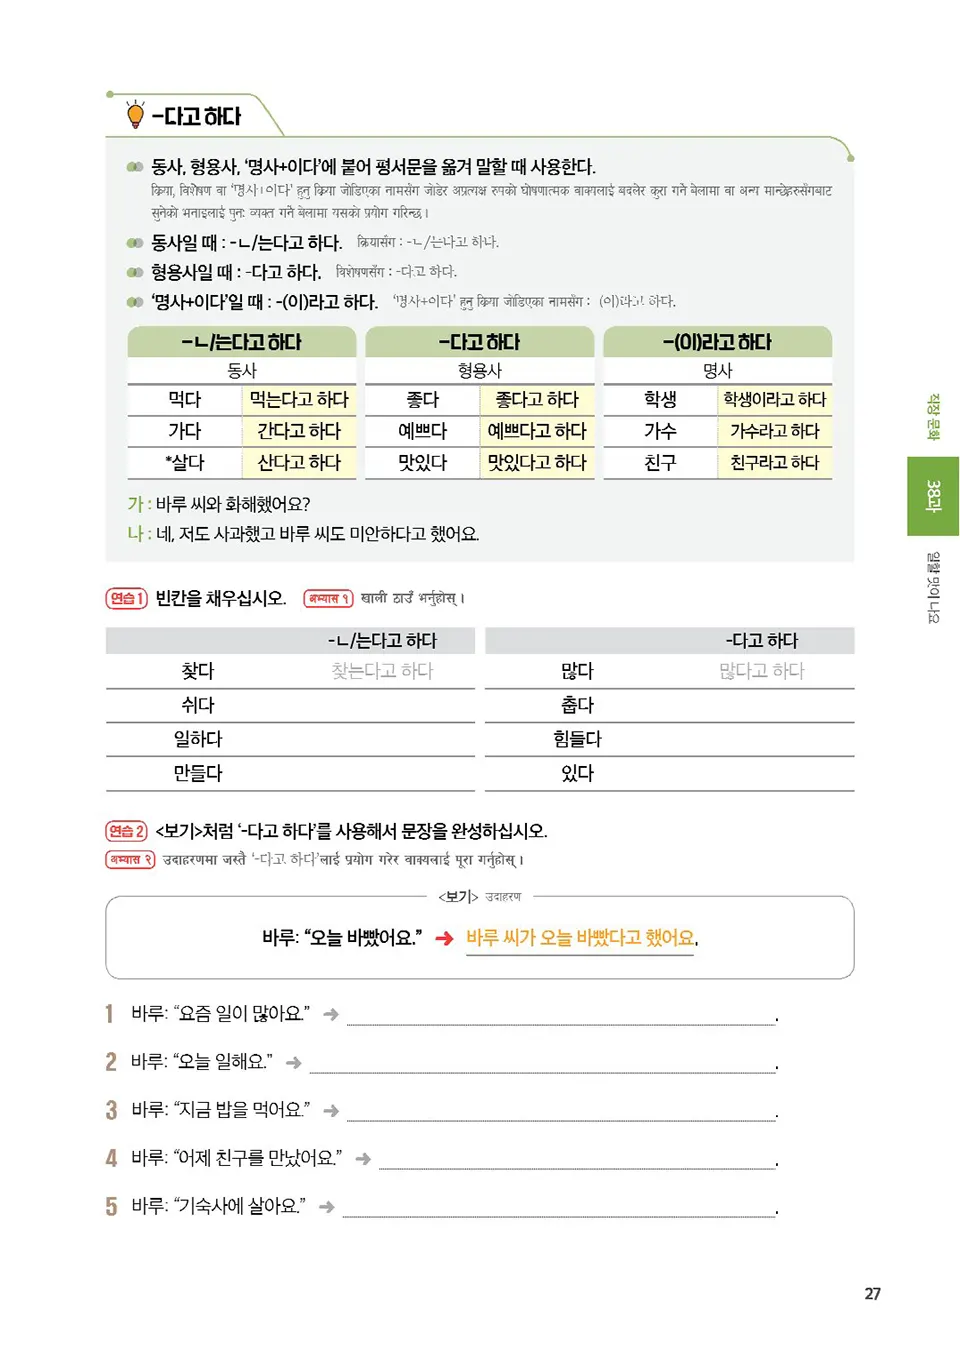 -다고 하다
동사, 형용사, ‘명사+이다’에 붙어 평서문을 옮겨 말할 때 사용한다.
क्रिया, विशेषण वा ‘명사+이다’ हुनु क्रिया जोडिएका नामसँग जोडेर अप्रत्यक्ष रुपको घोषणात्मक वाक्यलाई बदलेर कुरा गर्ने बेलामा वा अन्य मान्छेहरुसँगबाट
सुनेको भनाइलाई पुनः व्यक्त गर्ने बेलामा यसको प्रयोग गरिन्छ।
동사일 때 : -ㄴ/는다고 하다. क्रियासँग : -ㄴ/는다고 하다.
형용사일 때 : -다고 하다. विशेषणसँग : -다고 하다.
‘명사+이다’일 때 : -(이)라고 하다. ‘명사+이다’ हुनु क्रिया जोडिएका नामसँग : (이)라고 하다.
-ㄴ/는다고 하다 -다고 하다 -(이)라고 하다
동사 형용사 명사
먹다 먹는다고 하다 좋다 좋다고 하다 학생 학생이라고 하다
가다 간다고 하다 예쁘다 예쁘다고 하다 가수 가수라고 하다
*살다 산다고 하다 맛있다 맛있다고 하다 친구 친구라고 하다
가 : 바루 씨와 화해했어요?
나 : 네, 저도 사과했고 바루 씨도 미안하다고 했어요.
연습 1 빈칸을 채우십시오. अभ्यास १ खाली ठाउँ भर्नुहोस्।
-ㄴ/는다고 하다 -다고 하다
찾다 찾는다고 하다 많다 많다고 하다
쉬다 춥다
일하다 힘들다
만들다 있다
연습 2 <보기>처럼 ‘-다고 하다’를 사용해서 문장을 완성하십시오.
अभ्यास २ उदाहरणमा जस्तै ‘-다고 하다’लाई प्रयोग गरेर वाक्यलाई पूरा गर्नुहोस्।
<보기> उदाहरण
바루: “오늘 바빴어요.” ➜ 바루 씨가 오늘 바빴다고 했어요.
1 바루: “요즘 일이 많아요.” ➜ .
2 바루: “오늘 일해요.” ➜ .
3 바루: “지금 밥을 먹어요.” ➜ .
4 바루: “어제 친구를 만났어요.” ➜ .
5 바루: “기숙사에 살아요.” ➜ .
직장 문화
38과
일할 맛이 나요
27